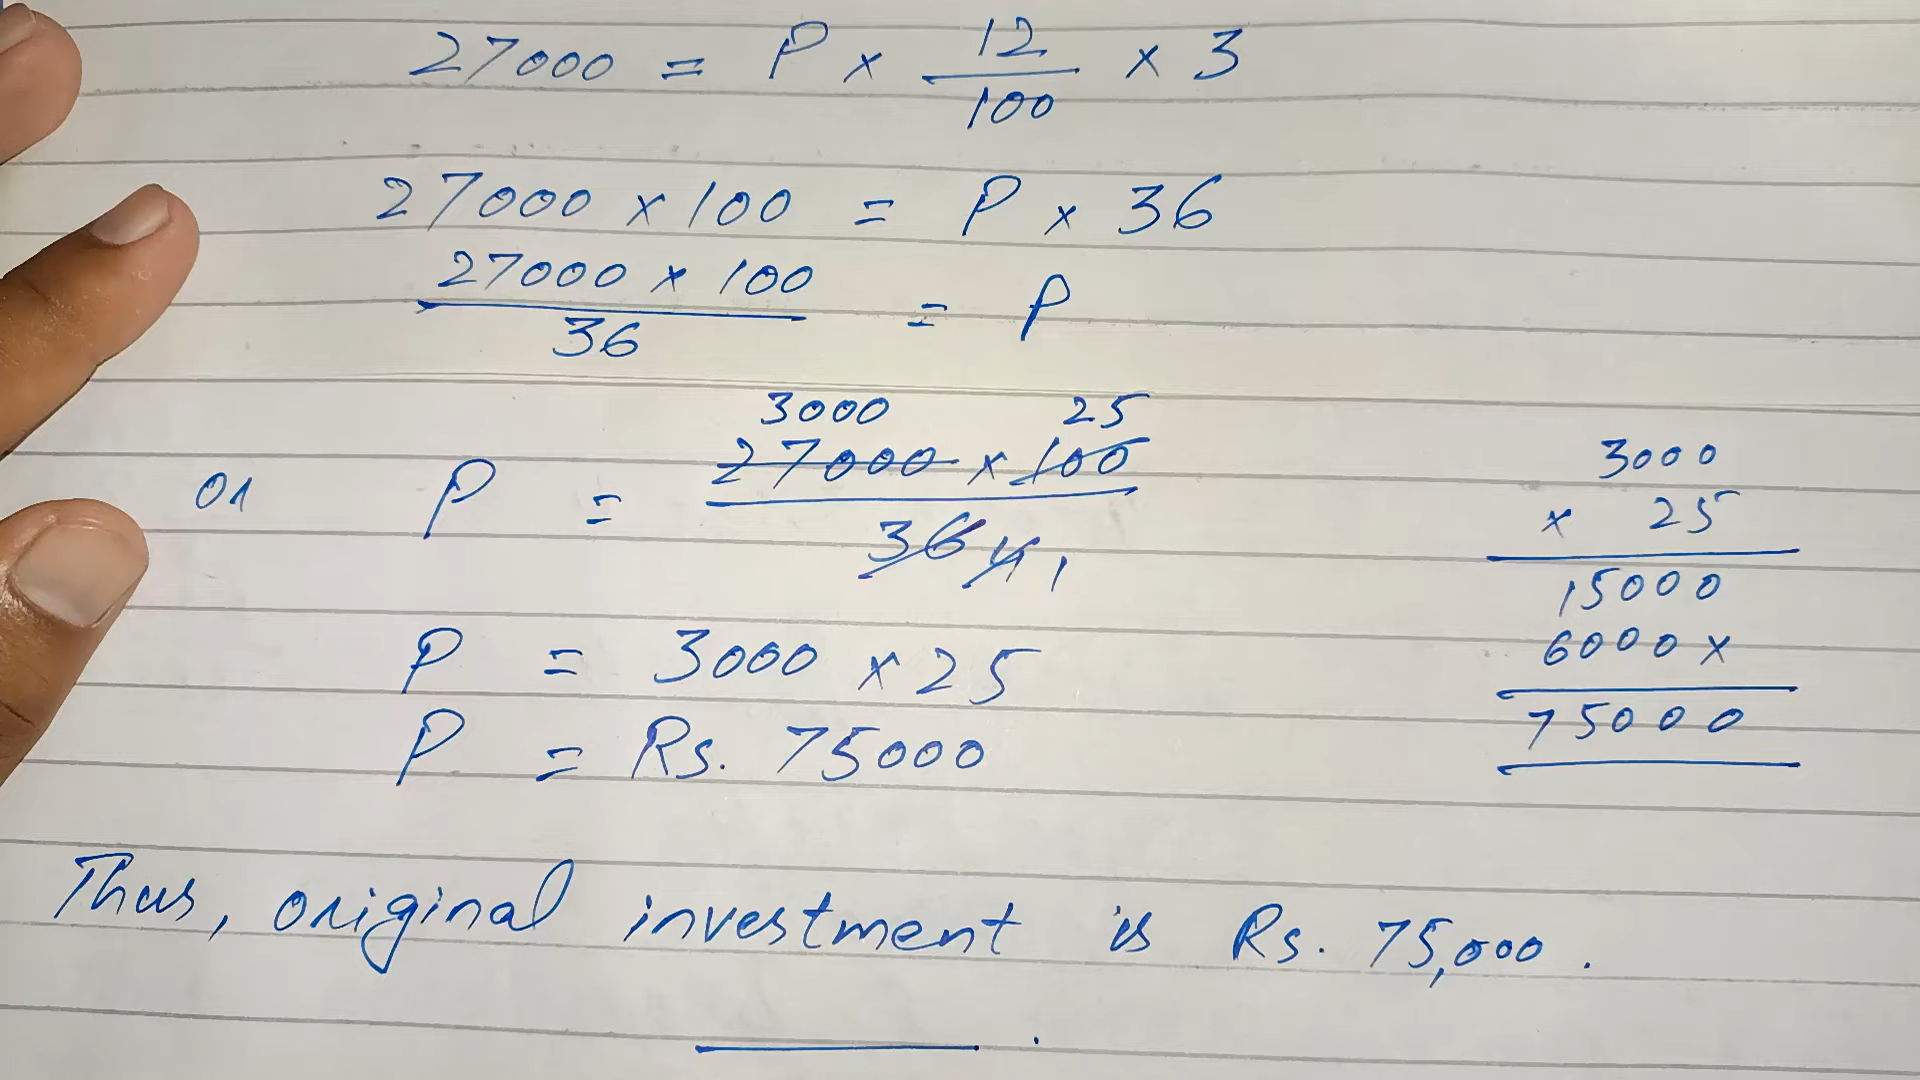 27000 = P × 12/100 × 3
27000 × 100 = P × 36
27000 × 100 / 36 = P
3000 25
or P = 27000 × 100 / 36 4 1
P = 3000 × 25
P = Rs. 75000
3000
× 25
15000
6000×
75000
Thus, original investment is Rs. 75,000.